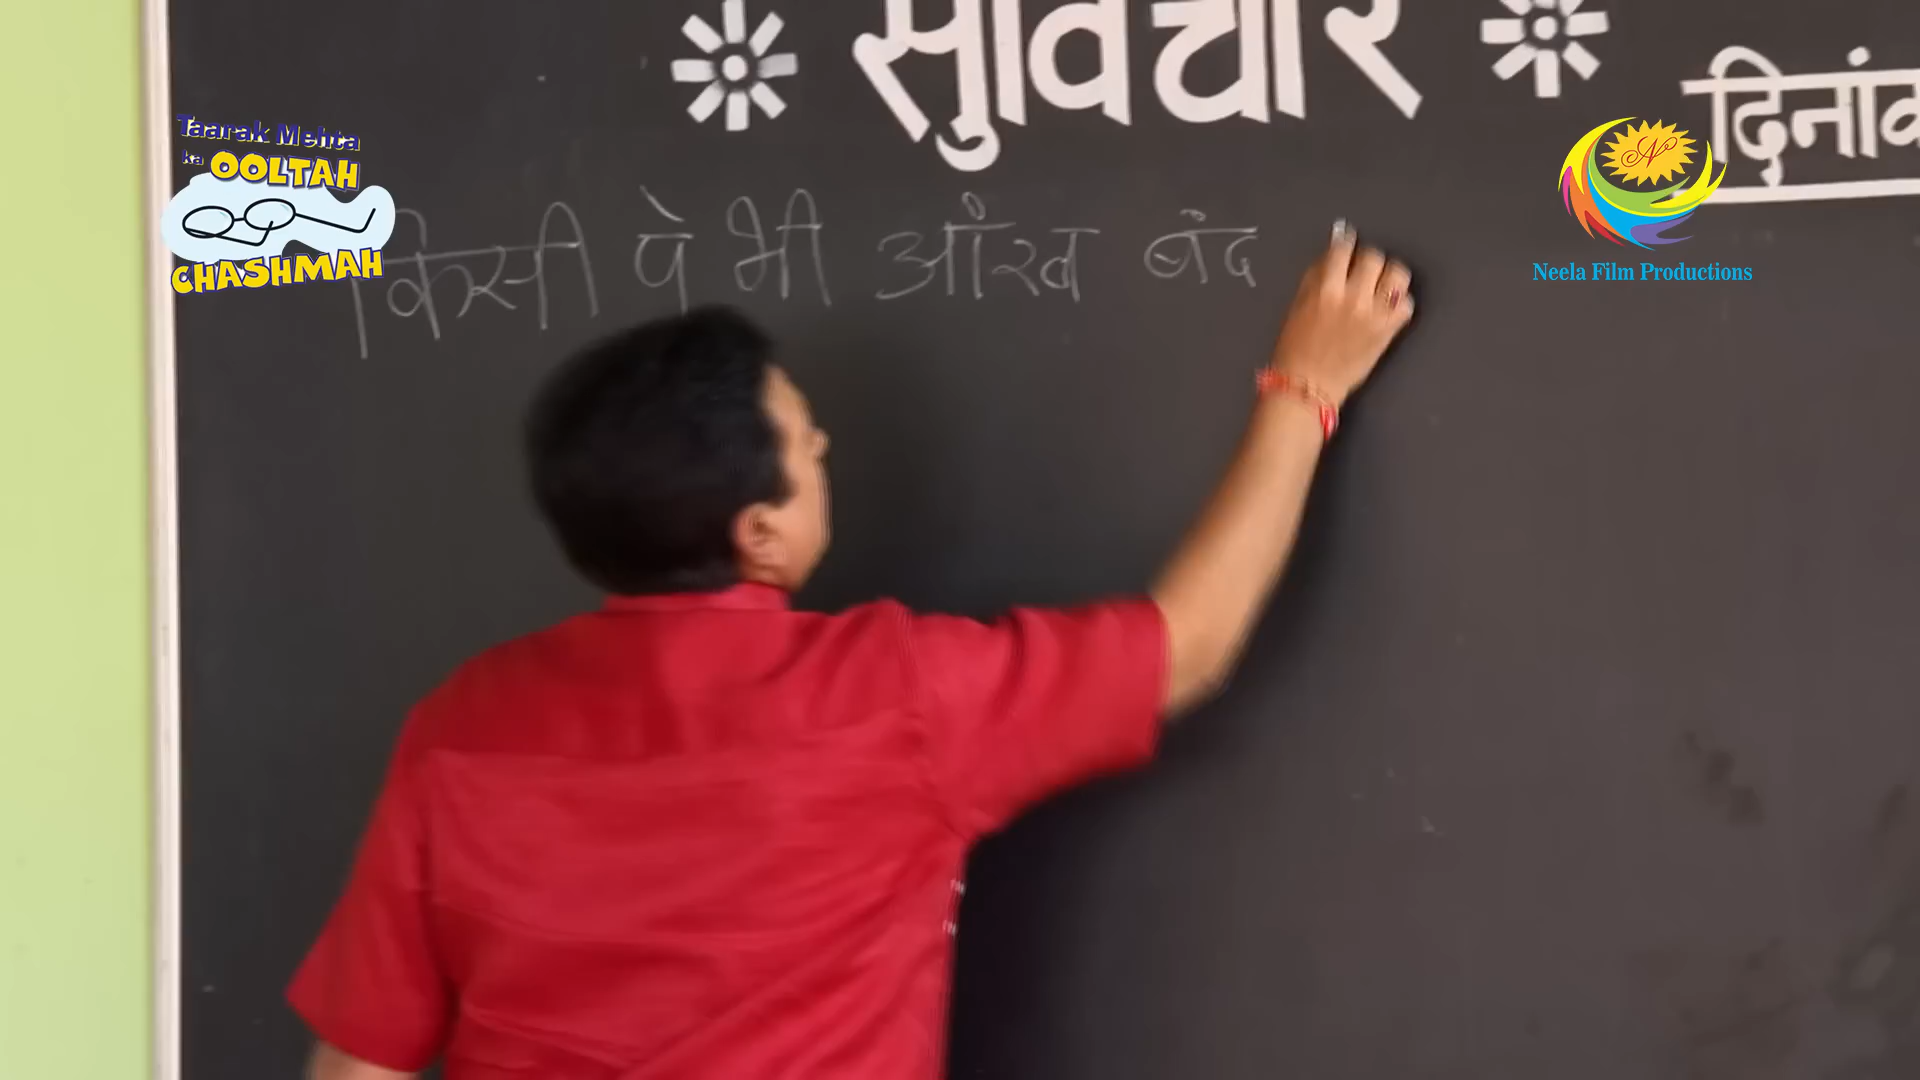 सुविचार
दिनांक
Taarak Mehta
ka OOLTAH
CHASHMAH
Neela Film Productions
किसी पे भी आंख बंद